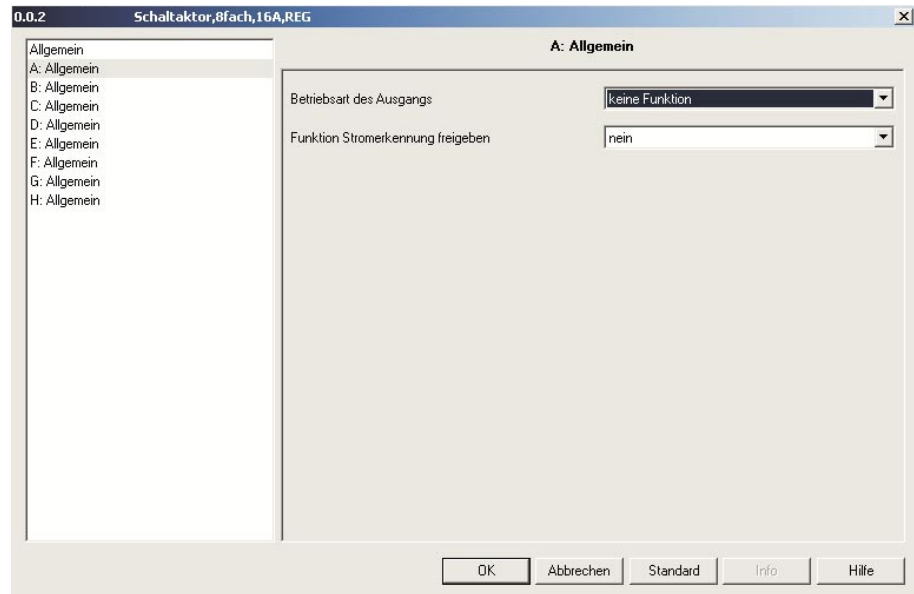 0.0.2 Schaltaktor,8fach,16A,REG
Allgemein
A: Allgemein
B: Allgemein
C: Allgemein
D: Allgemein
E: Allgemein
F: Allgemein
G: Allgemein
H: Allgemein
A: Allgemein
Betriebsart des Ausgangs keine Funktion
Funktion Stromerkennung freigeben nein
OK Abbrechen Standard Info Hilfe